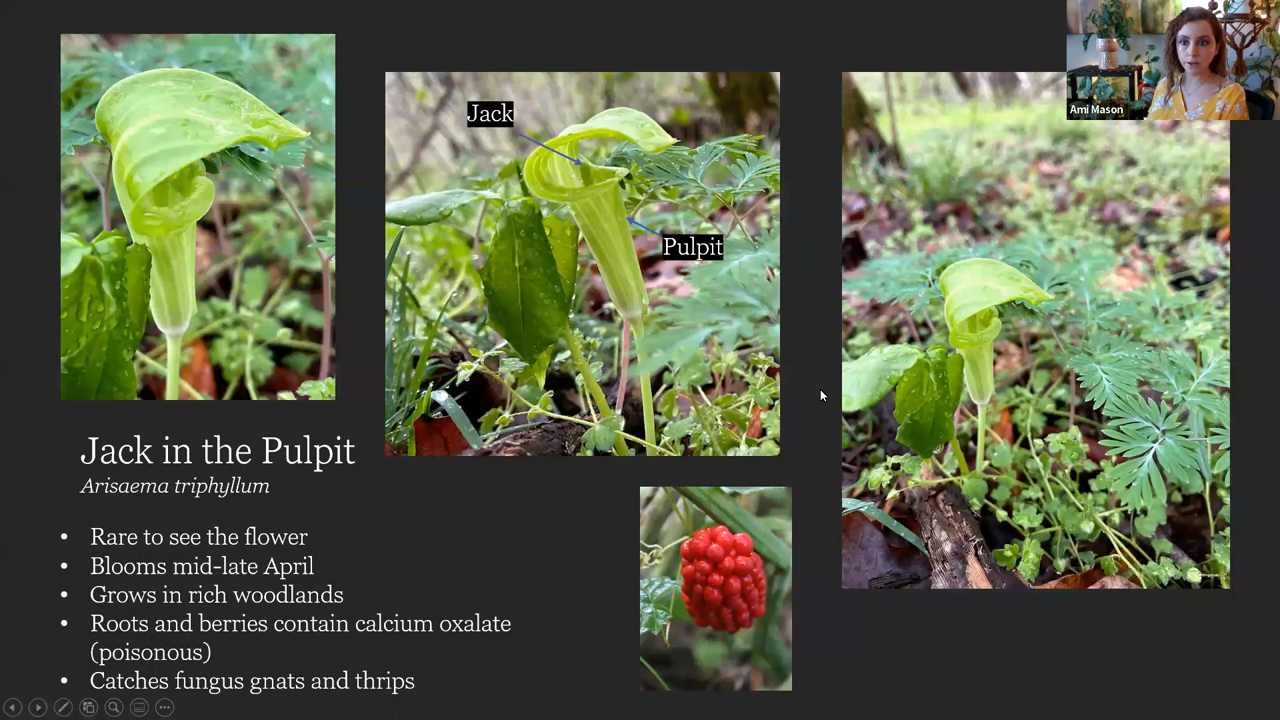 Ami Mason
Jack
Pulpit
Jack in the Pulpit
Arisaema triphyllum
• Rare to see the flower
• Blooms mid-late April
• Grows in rich woodlands
• Roots and berries contain calcium oxalate
(poisonous)
• Catches fungus gnats and thrips